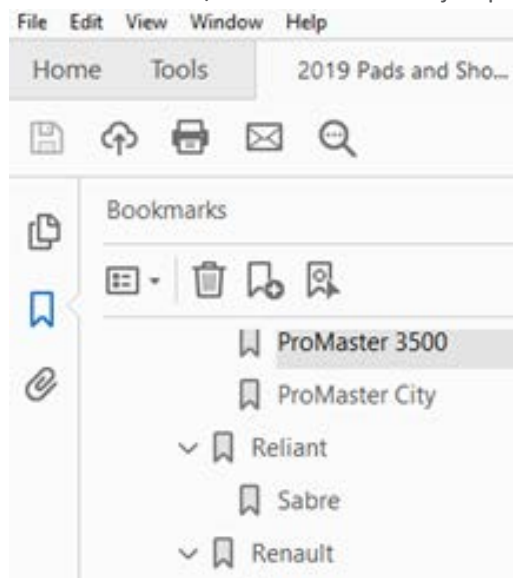 File Edit View Window Help
Home Tools 2019 Pads and Sho...
Bookmarks
ProMaster 3500
ProMaster City
Reliant
Sabre
Renault